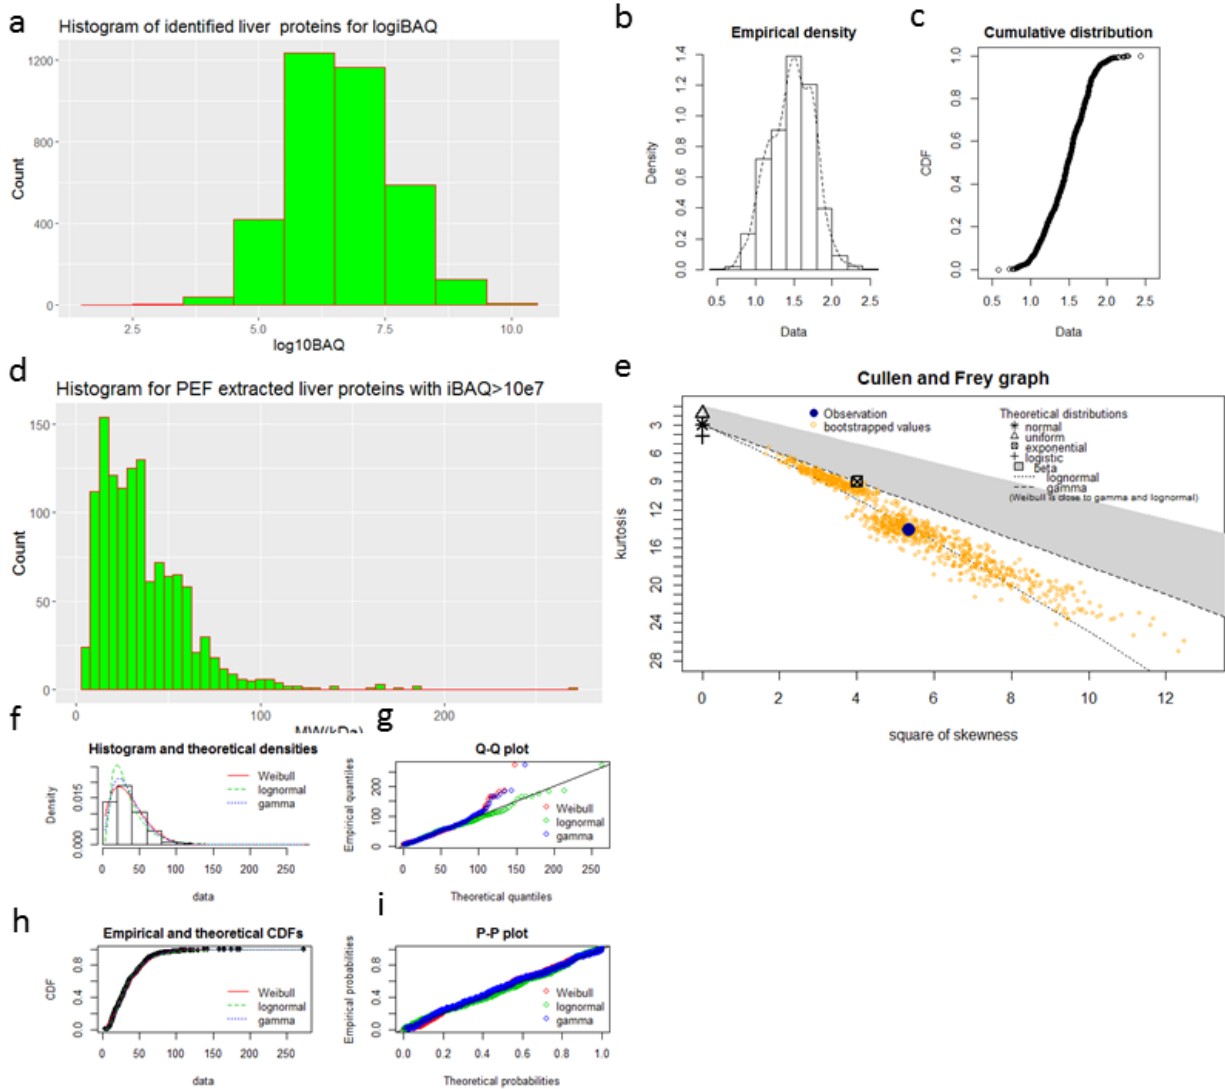 a
Histogram of identified liver proteins for logiBAQ
Count
1200
800
400
0
2.5 5.0 7.5 10.0
log10BAQ
b
Empirical density
Density
0.0 0.2 0.4 0.6 0.8 1.0 1.2 1.4
0.5 1.0 1.5 2.0 2.5
Data
c
Cumulative distribution
CDF
0.0 0.2 0.4 0.6 0.8 1.0
0.5 1.0 1.5 2.0 2.5
Data
d
Histogram for PEF extracted liver proteins with iBAQ>10e7
Count
150
100
50
0
0 100 200
MW(kDa)
e
Cullen and Frey graph
kurtosis
3 6 9 12 16 20 24 28
Observation
bootstrapped values
Theoretical distributions
normal
uniform
exponential
logistic
beta
lognormal
gamma
(Weibull is close to gamma and lognormal)
0 2 4 6 8 10 12
square of skewness
f
Histogram and theoretical densities
Density
0.000 0.015
Weibull
lognormal
gamma
0 50 100 150 200 250
data
g
Q-Q plot
Empirical quantiles
0 100 200
Weibull
lognormal
gamma
0 50 100 150 200 250
Theoretical quantiles
h
Empirical and theoretical CDFs
CDF
0.0 0.4 0.8
Weibull
lognormal
gamma
0 50 100 150 200 250
data
i
P-P plot
Empirical probabilities
0.0 0.4 0.8
Weibull
lognormal
gamma
0.0 0.2 0.4 0.6 0.8 1.0
Theoretical probabilities